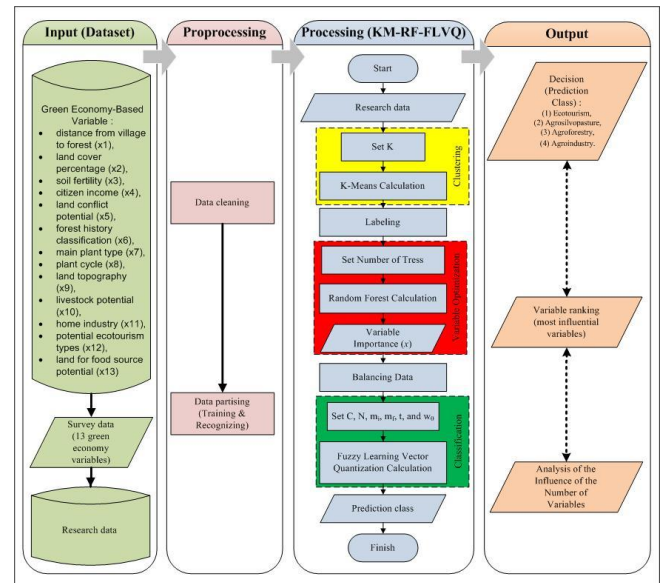 Input (Dataset)
Green Economy-Based
Variable :
• distance from village
to forest (x1),
• land cover
percentage (x2),
• soil fertility (x3),
• citizen income (x4),
• land conflict
potential (x5),
• forest history
classification (x6),
• main plant type (x7),
• plant cycle (x8),
• land topography
(x9),
• livestock potential
(x10),
• home industry (x11),
• potential ecotourism
types (x12),
• land for food source
potential (x13)
Survey data
(13 green
economy
variables)
Research data
Proprocessing
Data cleaning
Data partising
(Training &
Recognizing)
Processing (KM-RF-FLVQ)
Start
Research data
Set K
K-Means Calculation
Clustering
Labeling
Set Number of Tress
Random Forest Calculation
Variable
Importance (x)
Variable Optimization
Balancing Data
Set C, N, mi, mf, t, and w0
Fuzzy Learning Vector
Quantization Calculation
Classification
Prediction class
Finish
Output
Decision
(Prediction
Class) :
(1) Ecotourism,
(2) Agrosilvopasture,
(3) Agroforestry,
(4) Agroindustry.
Variable ranking
(most influential
variables)
Analysis of the
Influence of the
Number of
Variables